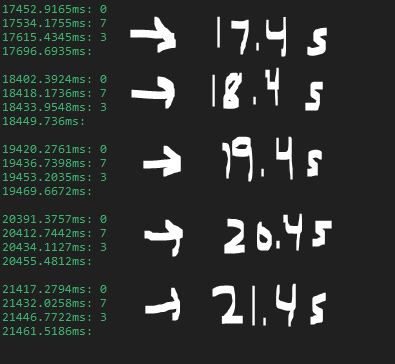 17452.9165ms: 0
17534.1755ms: 7
17615.4345ms: 3
17696.6935ms:
→ 17.4 s
18402.3924ms: 0
18418.1736ms: 7
18433.9548ms: 3
18449.736ms:
→ 18.4 s
19420.2761ms: 0
19436.7398ms: 7
19453.2035ms: 3
19469.6672ms:
→ 19.4 s
20391.3757ms: 0
20412.7442ms: 7
20434.1127ms: 3
20455.4812ms:
→ 20.4 s
21417.2794ms: 0
21432.0258ms: 7
21446.7722ms: 3
21461.5186ms:
→ 21.4 s